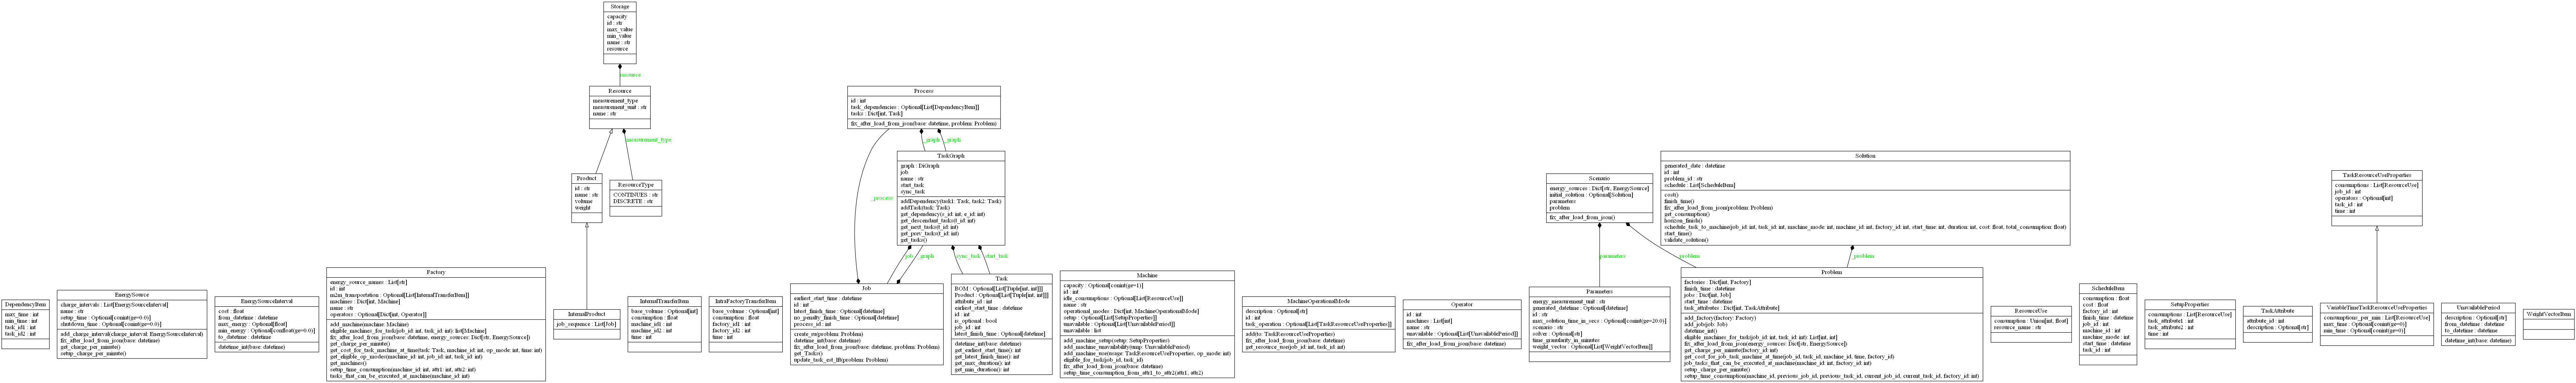 Storage
capacity
id : str
max_value
min_value
name : str
resource
resource
Resource
measurement_type
measurement_unit : str
name : str
measurement_type
Product
id : str
name : str
volume
weight
ResourceType
CONTINUES : str
DISCRETE : str
InternalProduct
job_sequence : List[Job]
Process
id : int
task_dependencies : Optional[List[DependencyItem]]
tasks : Dict[int, Task]
fix_after_load_from_json(base: datetime, problem: Problem)
_graph
_graph
_process
TaskGraph
graph : DiGraph
job
name : str
start_task
sync_task
addDependency(task1: Task, task2: Task)
addTask(task: Task)
get_dependency(s_id: int, e_id: int)
get_descendant_tasks(t_id: int)
get_next_tasks(t_id: int)
get_prev_tasks(t_id: int)
get_tasks()
job
_graph
sync_task
start_task
DependencyItem
max_time : int
min_time : int
task_id1 : int
task_id2 : int
EnergySource
charge_intervals : List[EnergySourceInterval]
name : str
setup_time : Optional[conint(ge=0.0)]
shutdown_time : Optional[conint(ge=0.0)]
add_charge_interval(charge_interval: EnergySourceInterval)
fix_after_load_from_json(base: datetime)
get_charge_per_minute()
setup_charge_per_minute()
EnergySourceInterval
cost : float
from_datetime : datetime
max_energy : Optional[float]
min_energy : Optional[confloat(ge=0.0)]
to_datetime : datetime
datetime_int(base: datetime)
Factory
energy_source_names : List[str]
id : int
m2m_transportation : Optional[List[InternalTransferItem]]
machines : Dict[int, Machine]
name : str
operators : Optional[Dict[int, Operator]]
add_machine(machine: Machine)
eligible_machines_for_task(job_id: int, task_id: int): list[Machine]
fix_after_load_from_json(base: datetime, energy_sources: Dict[str, EnergySource])
get_charge_per_minute()
get_cost_for_task_machine_at_time(task: Task, machine_id: int, op_mode: int, time: int)
get_eligible_op_modes(machine_id: int, job_id: int, task_id: int)
get_machines()
setup_time_consumption(machine_id: int, attr1: int, attr2: int)
tasks_that_can_be_executed_at_machine(machine_id: int)
InternalTransferItem
base_volume : Optional[int]
consumption : float
machine_id1 : int
machine_id2 : int
time : int
IntraFactoryTransferItem
base_volume : Optional[int]
consumption : float
factory_id1 : int
factory_id2 : int
time : int
Job
earliest_start_time : datetime
id : int
latest_finish_time : Optional[datetime]
no_penalty_finish_time : Optional[datetime]
process_id : int
create_est(problem: Problem)
datetime_int(base: datetime)
fix_after_load_from_json(base: datetime, problem: Problem)
get_Tasks()
update_task_est_lft(problem: Problem)
Task
BOM : Optional[List[Tuple[int, int]]]
Product : Optional[List[Tuple[int, int]]]
attribute_id : int
earliest_start_time : datetime
id : int
is_optional : bool
job_id : int
latest_finish_time : Optional[datetime]
datetime_int(base: datetime)
get_earliest_start_time() int
get_latest_finish_time() int
get_max_duration() int
get_min_duration() int
Machine
capacity : Optional[conint(ge=1)]
id : int
idle_consumptions : Optional[List[ResourceUse]]
name : str
operational_modes : Dict[int, MachineOperationalMode]
setup : Optional[List[SetupProperties]]
unavailable : Optional[List[UnavailablePeriod]]
unavailable : list
add_machine_setup(setup: SetupProperties)
add_machine_unavailability(unp: UnavailablePeriod)
add_machine_use(usage: TaskResourceUseProperties, op_mode: int)
eligible_for_task(job_id, task_id)
fix_after_load_from_json(base: datetime)
setup_time_consumption_from_attr1_to_attr2(attr1, attr2)
MachineOperationalMode
description : Optional[str]
id : int
task_operation : Optional[List[TaskResourceUseProperties]]
add(to: TaskResourceUseProperties)
fix_after_load_from_json(base: datetime)
get_resource_use(job_id: int, task_id: int)
Operator
id : int
machines : List[int]
name : str
unavailable : Optional[List[UnavailablePeriod]]
fix_after_load_from_json(base: datetime)
Scenario
energy_sources : Dict[str, EnergySource]
initial_solution : Optional[Solution]
parameters
problem
fix_after_load_from_json()
parameters
problem
Parameters
energy_measurement_unit : str
generated_datetime : Optional[datetime]
id : str
max_solution_time_in_secs : Optional[conint(ge=20.0)]
scenario : str
solver : Optional[str]
time_granularity_in_minutes
weight_vector : Optional[List[WeightVectorItem]]
Solution
generated_date : datetime
id : int
problem_id : str
schedule : List[ScheduleItem]
cost()
finish_time()
fix_after_load_from_json(problem: Problem)
get_consumption()
horizon_finish()
schedule_task_to_machine(job_id: int, task_id: int, machine_mode: int, machine_id: int, factory_id: int, start_time: int, duration: int, cost: float, total_consumption: float)
start_time()
validate_solution()
_problem
Problem
factories : Dict[int, Factory]
finish_time : datetime
jobs : Dict[int, Job]
start_time : datetime
task_attributes : Dict[int, TaskAttribute]
add_factory(factory: Factory)
add_job(job: Job)
datetime_int()
eligible_machines_for_task(job_id: int, task_id: int): List[int, int]
fix_after_load_from_json(energy_sources: Dict[str, EnergySource])
get_charge_per_minute(factory_id: int)
get_cost_for_job_task_machine_at_time(job_id, task_id, machine_id, time, factory_id)
job_tasks_that_can_be_executed_at_machine(machine_id: int, factory_id: int)
setup_charge_per_minute()
setup_time_consumption(machine_id, previous_job_id, previous_task_id, current_job_id, current_task_id, factory_id: int)
ResourceUse
consumption : Union[int, float]
resource_name : str
ScheduleItem
consumption : float
cost : float
factory_id : int
finish_time : datetime
job_id : int
machine_id : int
machine_mode : int
start_time : datetime
task_id : int
SetupProperties
consumptions : List[ResourceUse]
task_attribute1 : int
task_attribute2 : int
time : int
TaskAttribute
attribute_id : int
description : Optional[str]
TaskResourceUseProperties
consumptions : List[ResourceUse]
job_id : int
operators : Optional[int]
task_id : int
time : int
VariableTimeTaskResourceUseProperties
consumptions_per_min : List[ResourceUse]
max_time : Optional[conint(ge=0)]
min_time : Optional[conint(ge=0)]
UnavailablePeriod
description : Optional[str]
from_datetime : datetime
to_datetime : datetime
datetime_int(base: datetime)
WeightVectorItem